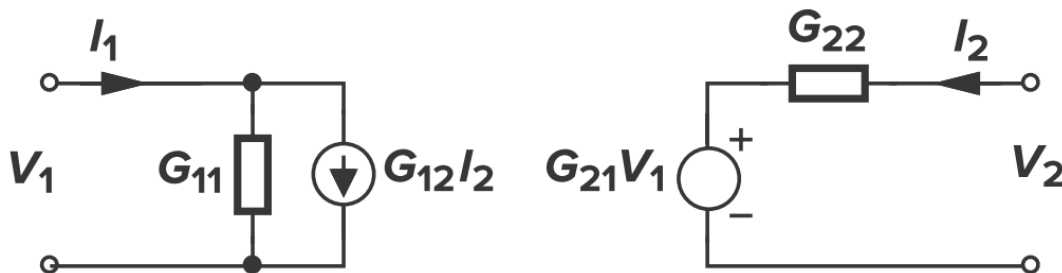 I₁
G₂₂
I₂
V₁
G₁₁
G₁₂I₂
G₂₁V₁
+
−
V₂